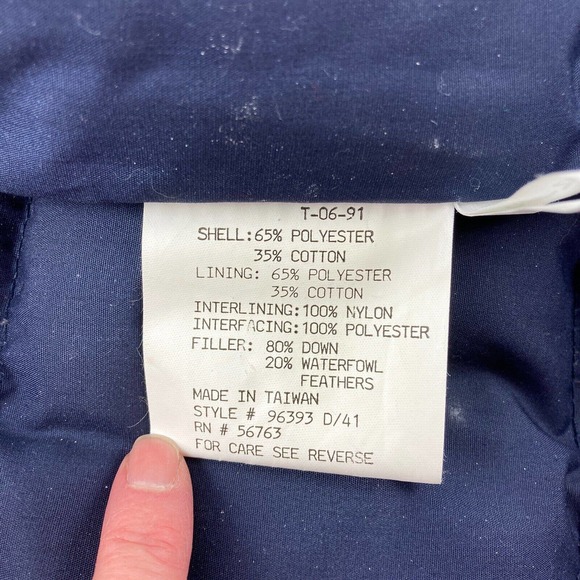 T-06-91
SHELL:65% POLYESTER
35% COTTON
LINING: 65% POLYESTER
35% COTTON
INTERLINING:100% NYLON
INTERFACING:100% POLYESTER
FILLER: 80% DOWN
20% WATERFOWL
FEATHERS
MADE IN TAIWAN
STYLE # 96393 D/41
RN # 56763
FOR CARE SEE REVERSE